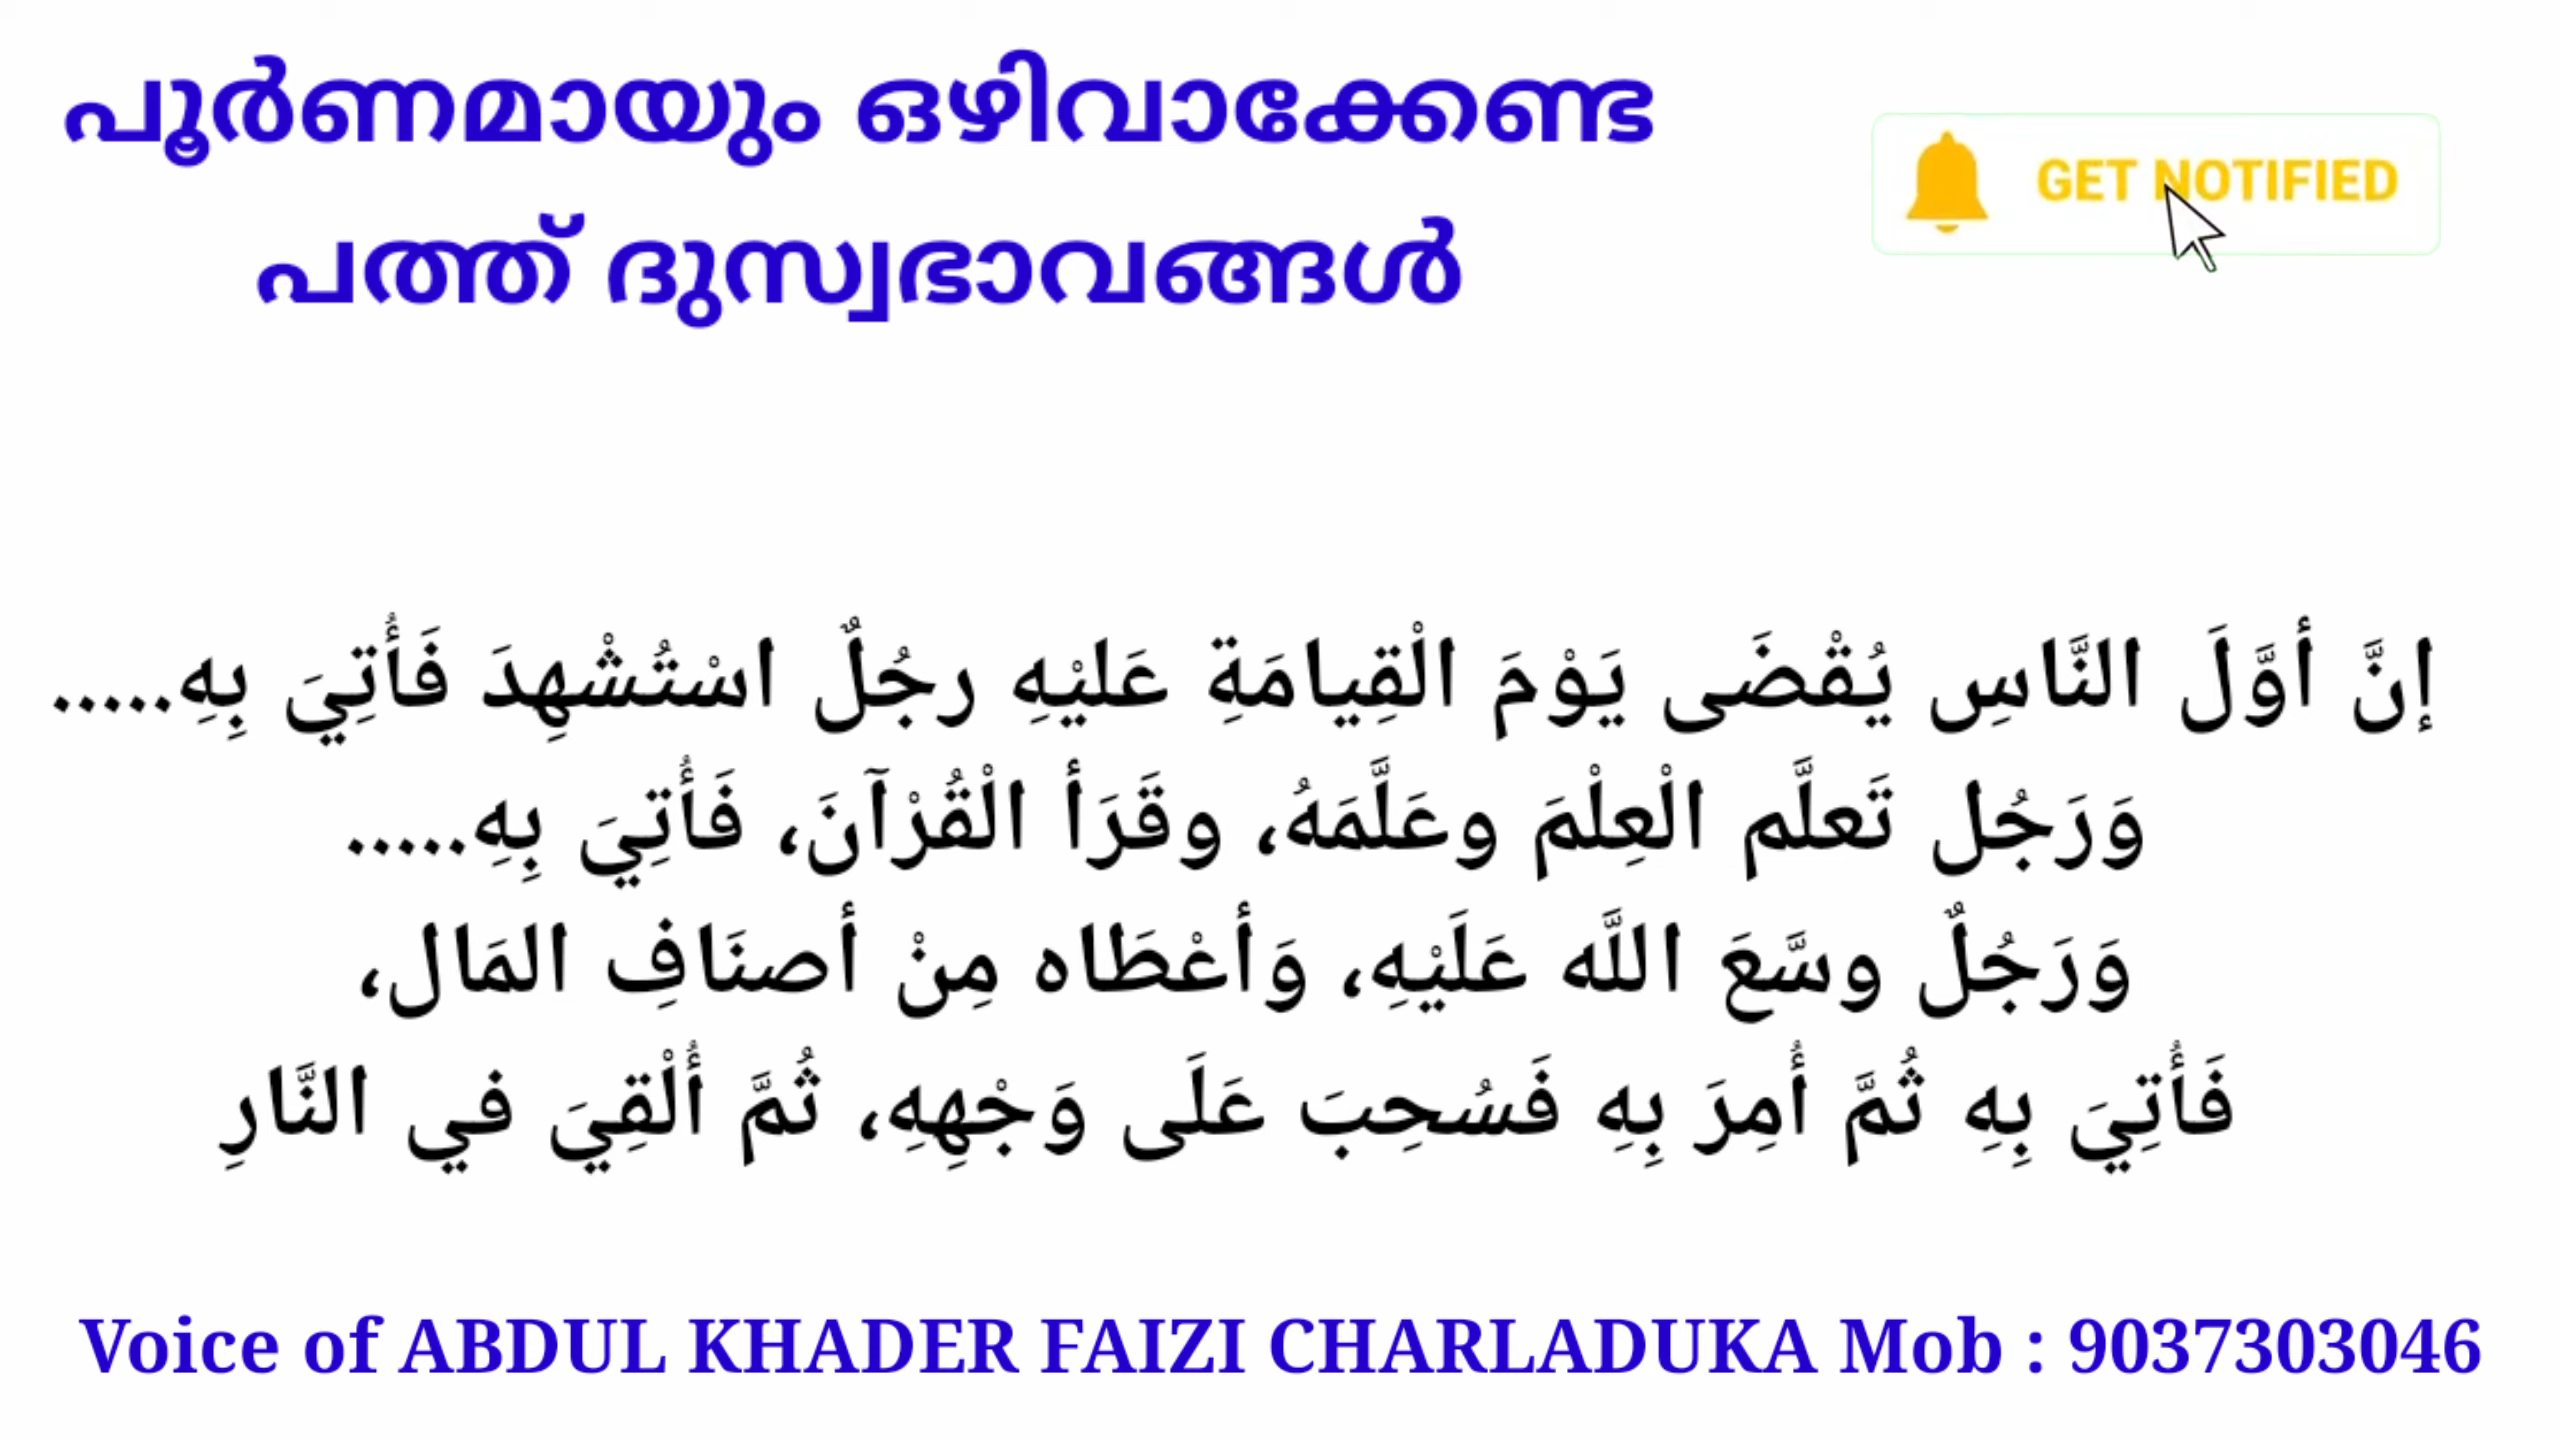 പൂർണമായും ഒഴിവാക്കേണ്ട
പത്ത് ദുസ്വഭാവങ്ങൾ
GET NOTIFIED
إنَّ أوَّلَ النَّاسِ يُقْضَى يَوْمَ الْقِيامَةِ عَليْهِ رجُلٌ اسْتُشْهِدَ فَأُتِيَ بِهِ.....
وَرَجُل تَعلَّم الْعِلْمَ وعَلَّمَهُ، وقَرَأ الْقُرْآنَ، فَأُتِيَ بِهِ.....
وَرَجُلٌ وسَّعَ اللَّه عَلَيْهِ، وَأعْطَاه مِنْ أصنَافِ المَال،
فَأُتِيَ بِهِ ثُمَّ أُمِرَ بِهِ فَسُحِبَ عَلَى وَجْهِهِ، ثُمَّ أُلْقِيَ في النَّارِ
Voice of ABDUL KHADER FAIZI CHARLADUKA Mob : 9037303046